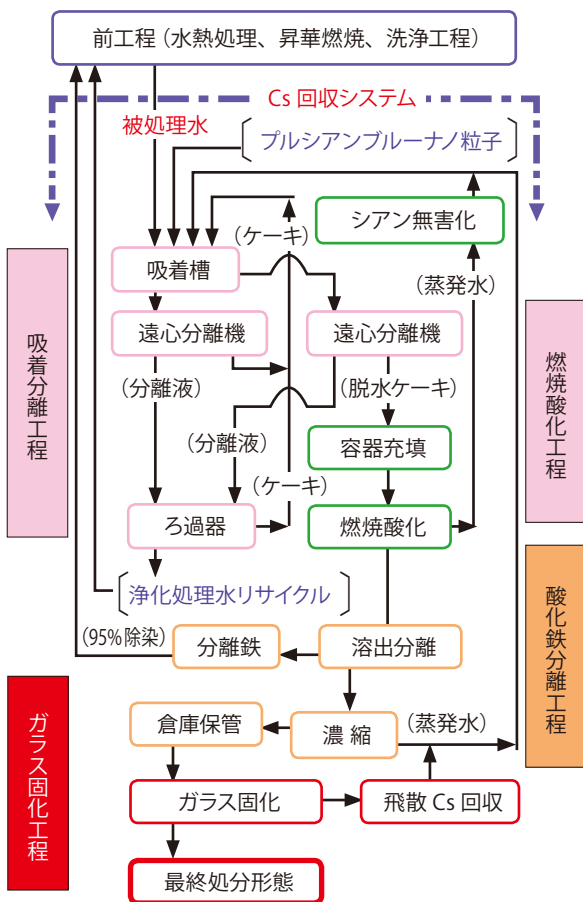 前工程（水熱処理、昇華燃焼、洗浄工程）
Cs 回収システム
被処理水
プルシアンブルーナノ粒子
シアン無害化
（ケーキ）
吸着槽
（蒸発水）
遠心分離機
遠心分離機
（分離液）
（脱水ケーキ）
（分離液）
容器充填
（ケーキ）
ろ過器
燃焼酸化
浄化処理水リサイクル
（95% 除染）
分離鉄
溶出分離
倉庫保管
濃 縮
（蒸発水）
ガラス固化
飛散 Cs 回収
最終処分形態
吸着分離工程
燃焼酸化工程
酸化鉄分離工程
ガラス固化工程